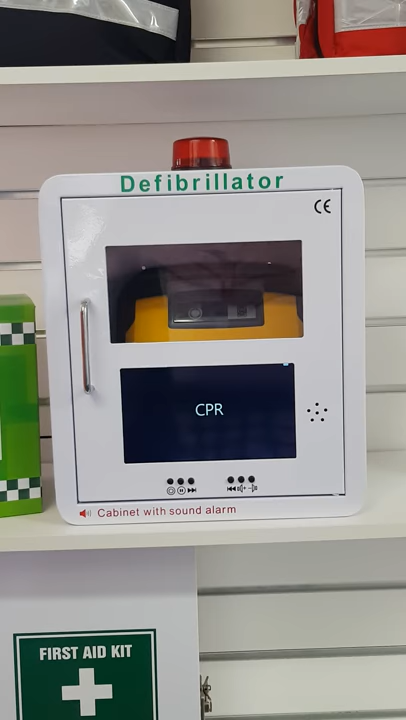 Defibrillator
CE
CPR
Cabinet with sound alarm
FIRST AID KIT